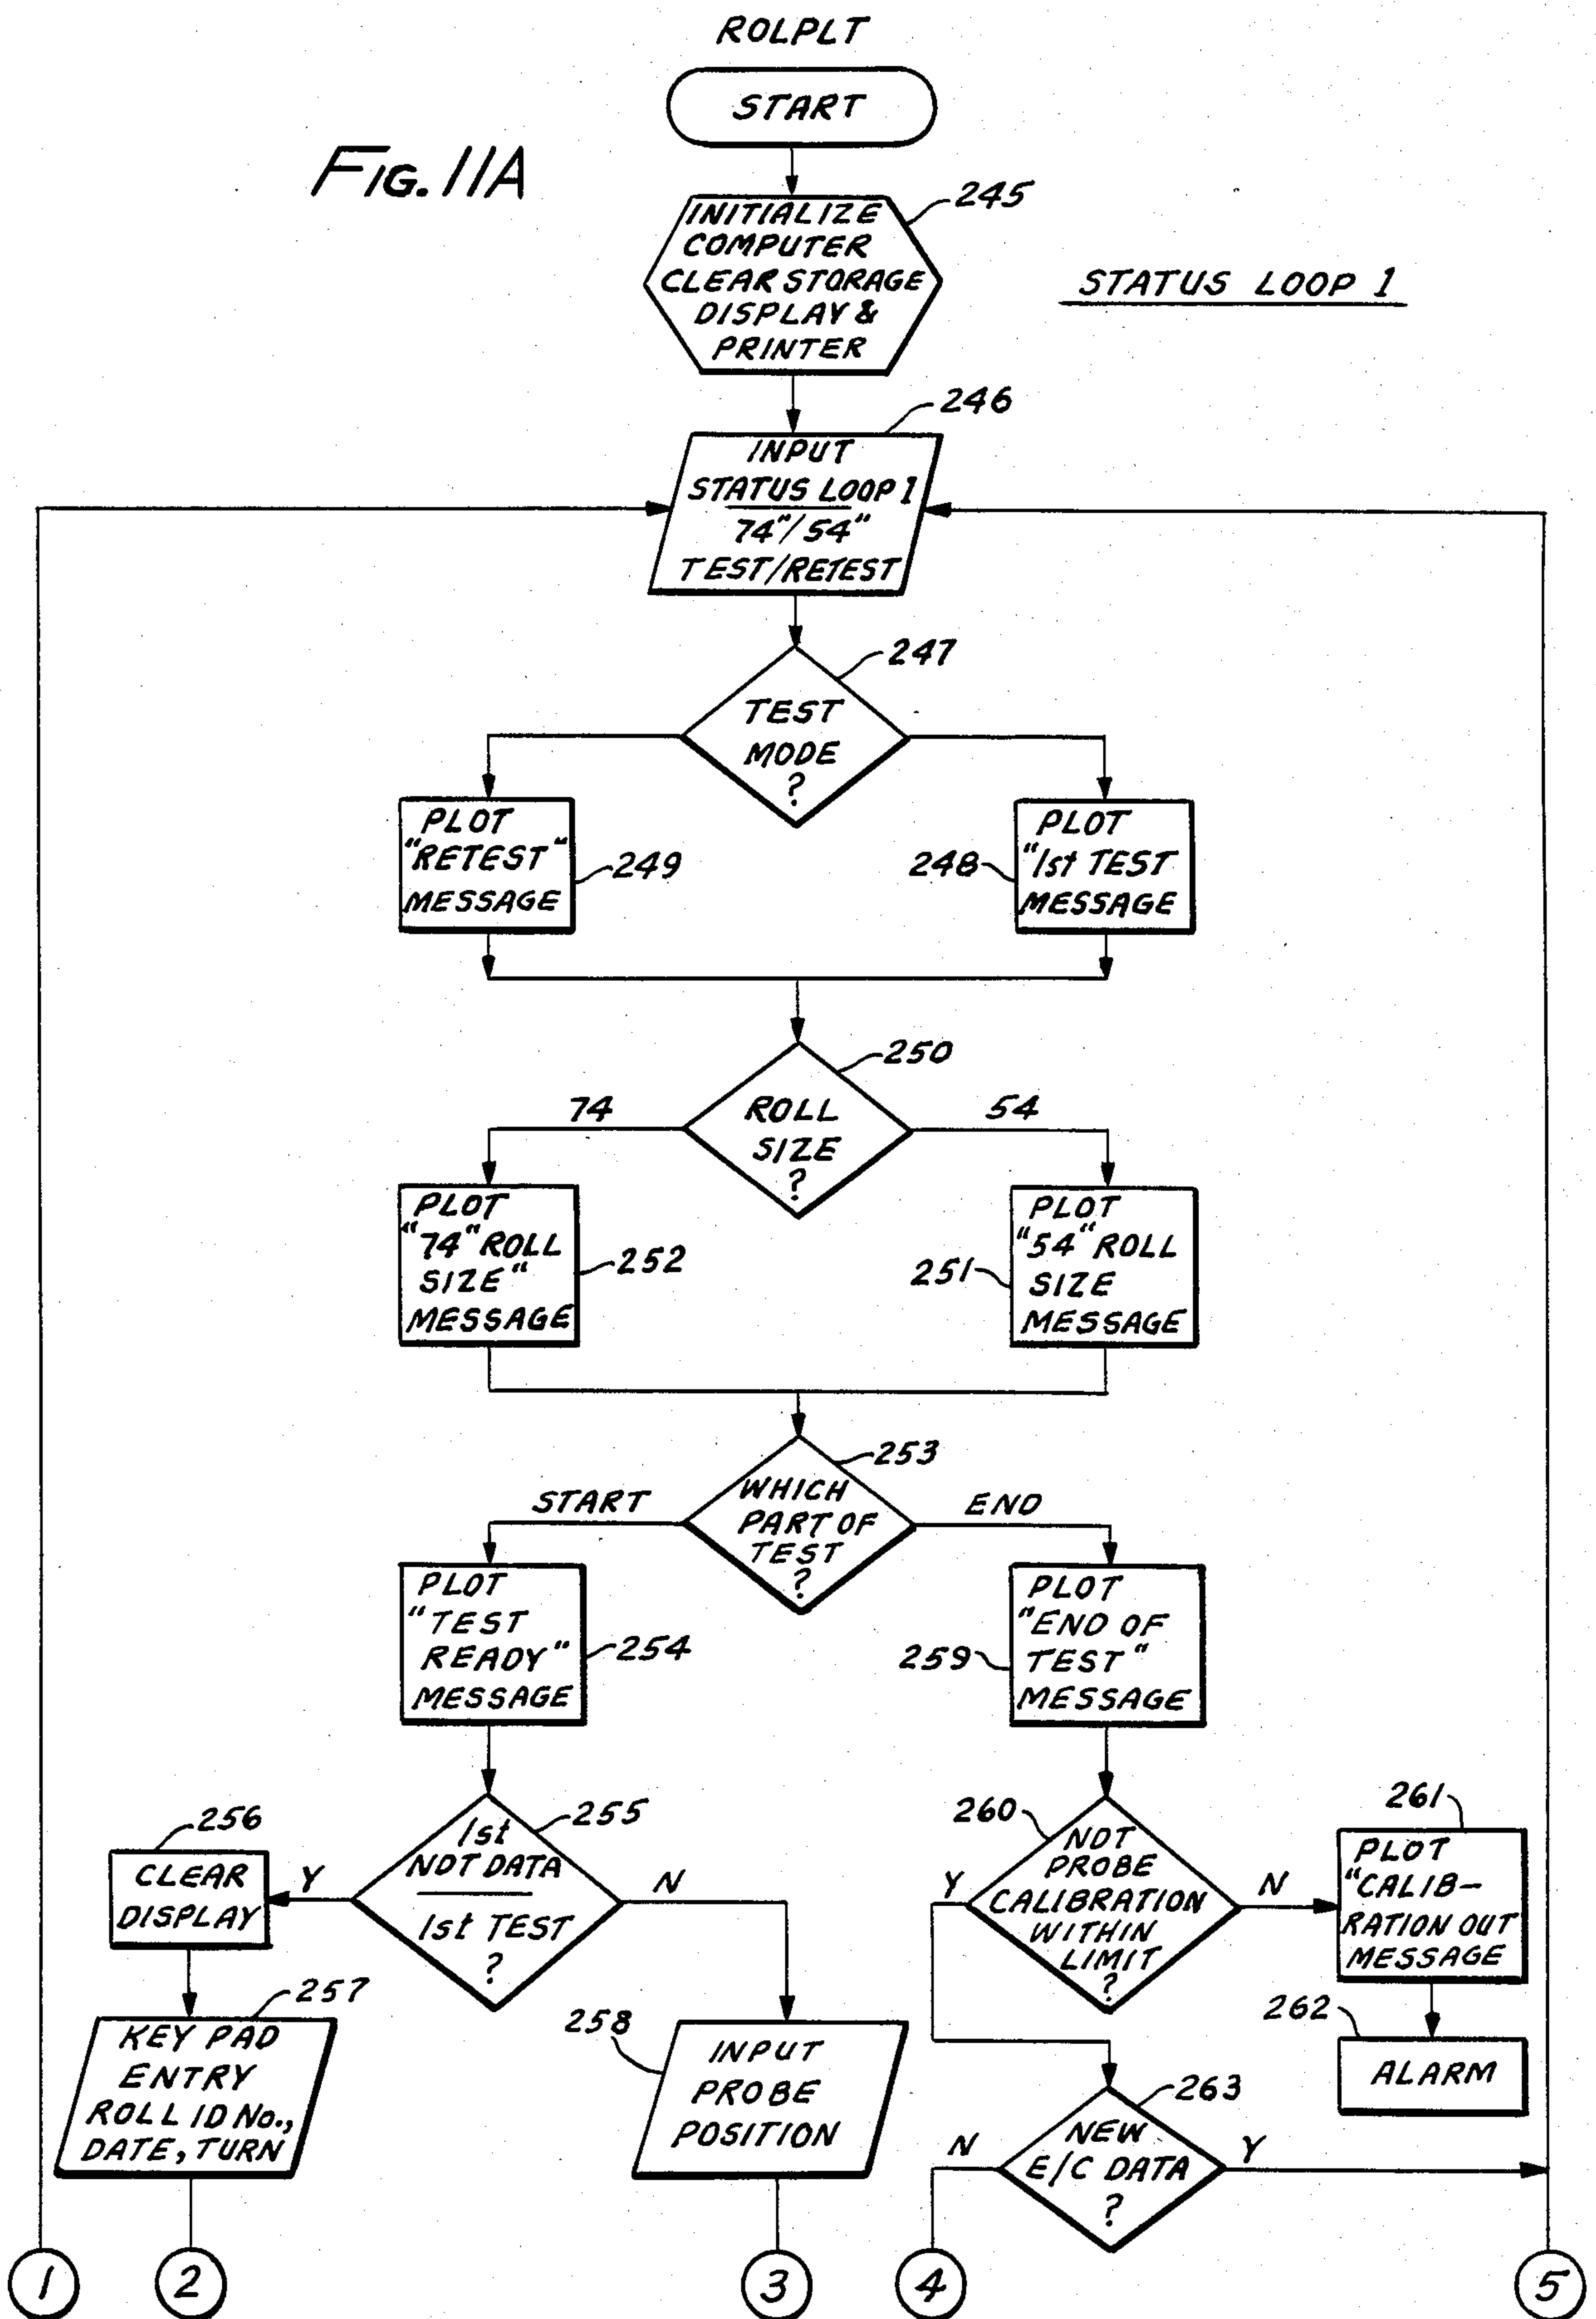 ROLPLT
START
FIG. 11A
245
INITIALIZE
COMPUTER
CLEAR STORAGE
DISPLAY &
PRINTER
STATUS LOOP 1
246
INPUT
STATUS LOOP 1
74"/54"
TEST/RETEST
247
TEST
MODE
?
PLOT
"RETEST"
MESSAGE
249
248
PLOT
"1st TEST
MESSAGE
250
74
ROLL
SIZE
?
54
PLOT
"74" ROLL
SIZE"
MESSAGE
252
251
PLOT
"54" ROLL
SIZE
MESSAGE
253
START
WHICH
PART OF
TEST
?
END
PLOT
"TEST
READY"
MESSAGE
254
259
PLOT
"END OF
TEST"
MESSAGE
256
CLEAR
DISPLAY
Y
255
1st
NDT DATA
1st TEST
?
N
260
Y
NDT
PROBE
CALIBRATION
WITHIN
LIMIT
?
N
261
PLOT
"CALIB-
RATION OUT
MESSAGE
257
KEY PAD
ENTRY
ROLL ID No.,
DATE, TURN
258
INPUT
PROBE
POSITION
262
ALARM
263
N
NEW
E/C DATA
?
Y
1
2
3
4
5